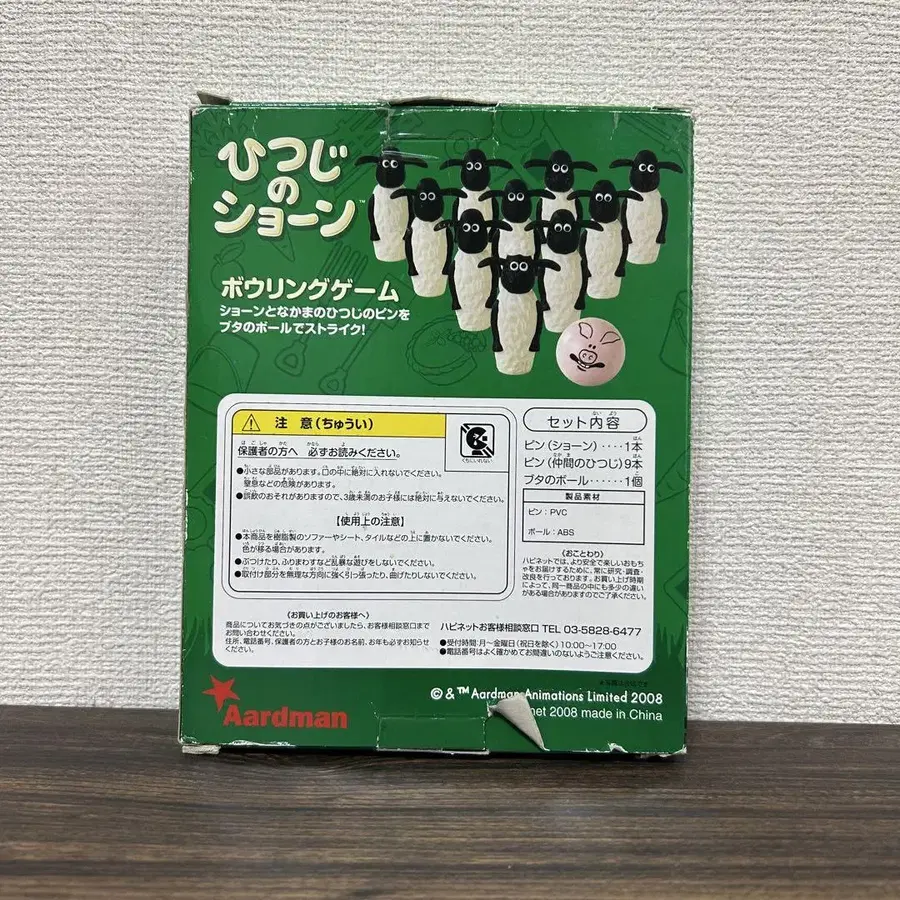 ひつじ
の
ショーン™
ボウリングゲーム
ショーンとなかまのひつじのピンを
ブタのボールでストライク!
注 意(ちゅうい)
保護者の方へ 必ずお読みください。
●小さな部品があります。口の中に絶対に入れないでください。
窒息などの危険があります。
●誤飲のおそれがありますので、3歳未満のお子様には絶対に与えないでください。
くちにいれない
【使用上の注意】
●本商品を樹脂製のソファーやシート、タイルなどの上に置かないでください。
色が移る場合があります。
●ぶつけたり、ふりまわすなど乱暴な遊びをしないでください。
●取付け部分を無理な方向に強く引っ張ったり、曲げたりしないでください。
セット内容
ピン(ショーン)‥‥1本
ピン(仲間のひつじ)9本
ブタのボール‥‥‥1個
製品素材
ピン:PVC
ボール:ABS
《おことわり》
ハピネットでは、より安全で楽しいおもち
ゃをお届けするために、常に研究・調査・
改良を行っております。お買い上げ時期
によって、同一商品の中にも多少の違い
がある場合がありますのでご了承ください。
《お買い上げのお客様へ》
商品についてお気づきの点がございましたら、お客様相談窓口まで
お問い合わせください。
住所、電話番号、保護者の方とお子様のお名前、お年も必ずお知らせ
ください。
ハピネットお客様相談窓口 TEL 03-5828-6477
●受付時間:月〜金曜日(祝日を除く)10:00〜17:00
●電話番号はよく確かめてお間違いのないようご注意ください。
© & ™ Aardman Animations Limited 2008
net 2008 made in China
Aardman